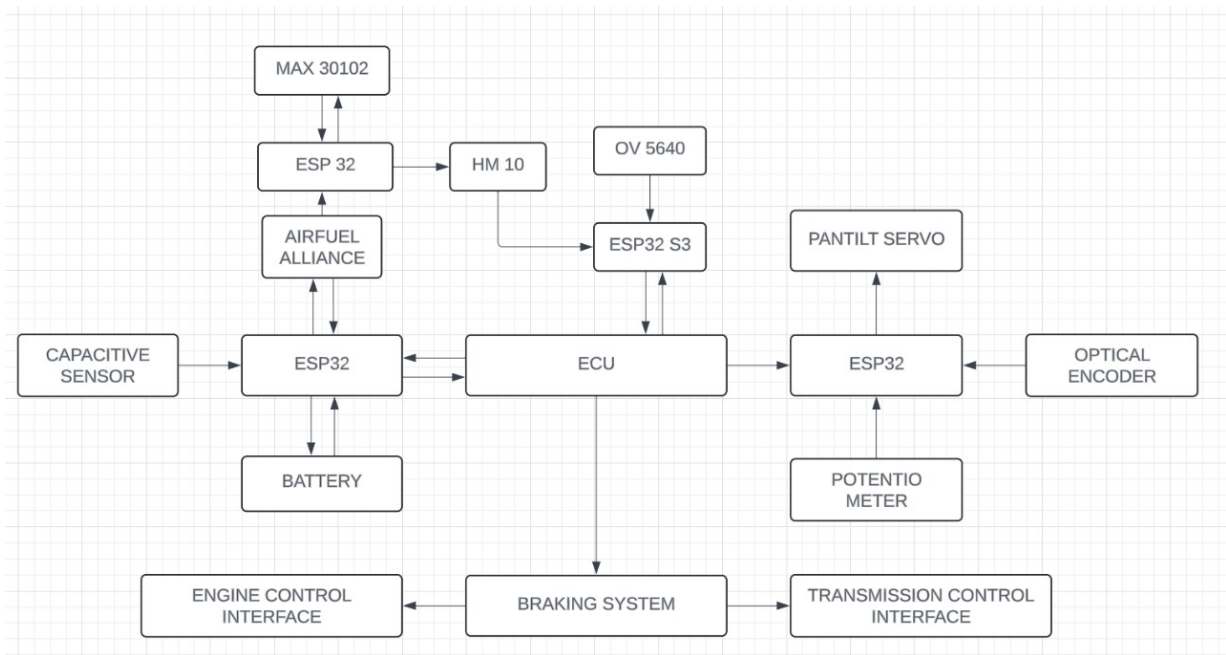 MAX 30102
ESP 32
HM 10
OV 5640
AIRFUEL
ALLIANCE
ESP32 S3
PANTILT SERVO
CAPACITIVE
SENSOR
ESP32
ECU
ESP32
OPTICAL
ENCODER
BATTERY
POTENTIO
METER
ENGINE CONTROL
INTERFACE
BRAKING SYSTEM
TRANSMISSION CONTROL
INTERFACE